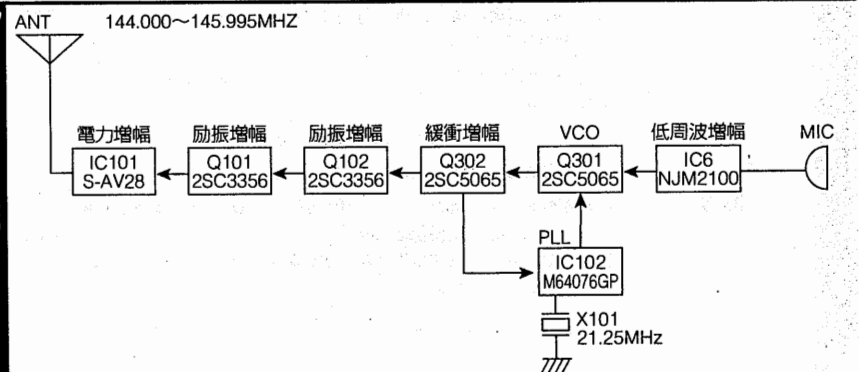 ANT
144.000～145.995MHZ
電力増幅
IC101
S-AV28
励振増幅
Q101
2SC3356
励振増幅
Q102
2SC3356
緩衝増幅
Q302
2SC5065
VCO
Q301
2SC5065
低周波増幅
IC6
NJM2100
MIC
PLL
IC102
M64076GP
X101
21.25MHz